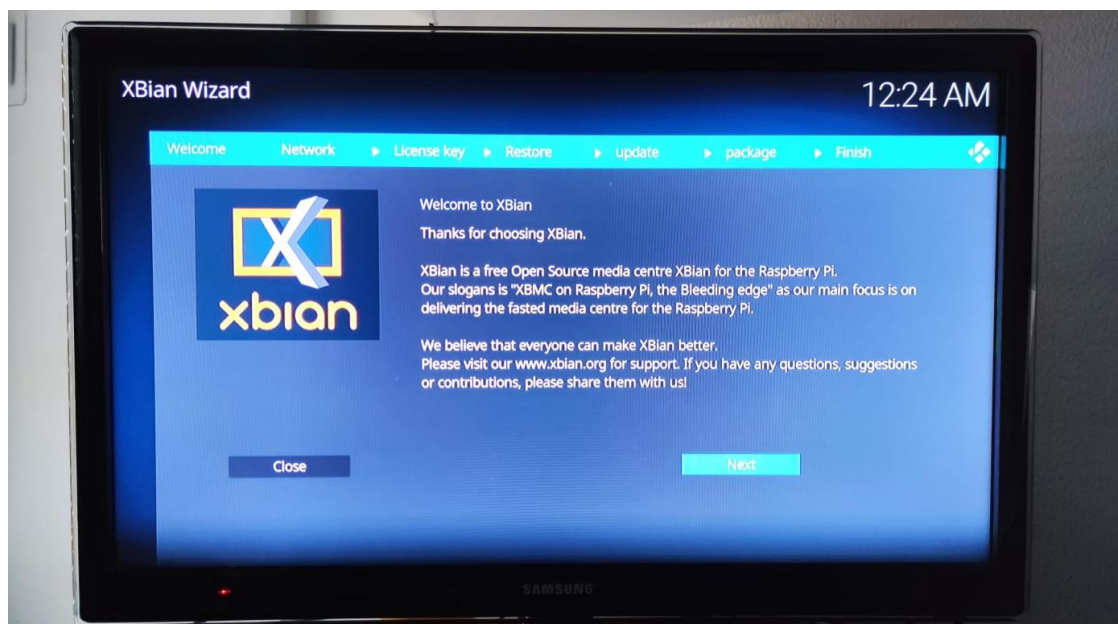 XBian Wizard
12:24 AM
Welcome Network License key Restore update package Finish
xbian
Welcome to XBian
Thanks for choosing XBian.
XBian is a free Open Source media centre XBian for the Raspberry Pi.
Our slogans is "XBMC on Raspberry Pi, the Bleeding edge" as our main focus is on
delivering the fasted media centre for the Raspberry Pi.
We believe that everyone can make XBian better.
Please visit our www.xbian.org for support. If you have any questions, suggestions
or contributions, please share them with us!
Close
Next
SAMSUNG